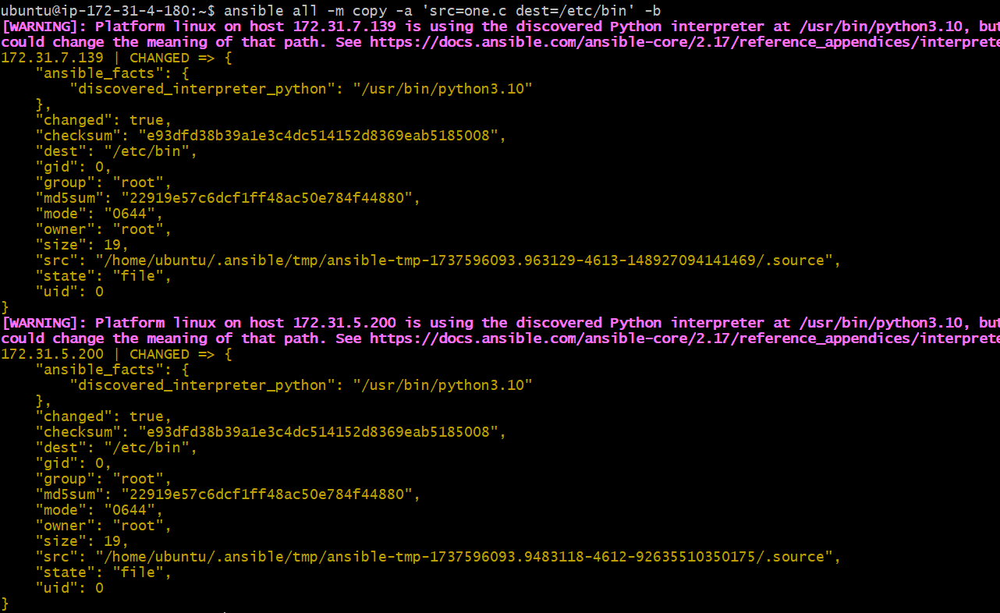 ubuntu@ip-172-31-4-180:~$ ansible all -m copy -a 'src=one.c dest=/etc/bin' -b
[WARNING]: Platform linux on host 172.31.7.139 is using the discovered Python interpreter at /usr/bin/python3.10, but
could change the meaning of that path. See https://docs.ansible.com/ansible-core/2.17/reference_appendices/interprete
172.31.7.139 | CHANGED => {
    "ansible_facts": {
        "discovered_interpreter_python": "/usr/bin/python3.10"
    },
    "changed": true,
    "checksum": "e93dfd38b39a1e3c4dc514152d8369eab5185008",
    "dest": "/etc/bin",
    "gid": 0,
    "group": "root",
    "md5sum": "22919e57c6dcf1ff48ac50e784f44880",
    "mode": "0644",
    "owner": "root",
    "size": 19,
    "src": "/home/ubuntu/.ansible/tmp/ansible-tmp-1737596093.963129-4613-148927094141469/.source",
    "state": "file",
    "uid": 0
}
[WARNING]: Platform linux on host 172.31.5.200 is using the discovered Python interpreter at /usr/bin/python3.10, but
could change the meaning of that path. See https://docs.ansible.com/ansible-core/2.17/reference_appendices/interprete
172.31.5.200 | CHANGED => {
    "ansible_facts": {
        "discovered_interpreter_python": "/usr/bin/python3.10"
    },
    "changed": true,
    "checksum": "e93dfd38b39a1e3c4dc514152d8369eab5185008",
    "dest": "/etc/bin",
    "gid": 0,
    "group": "root",
    "md5sum": "22919e57c6dcf1ff48ac50e784f44880",
    "mode": "0644",
    "owner": "root",
    "size": 19,
    "src": "/home/ubuntu/.ansible/tmp/ansible-tmp-1737596093.9483118-4612-92635510350175/.source",
    "state": "file",
    "uid": 0
}